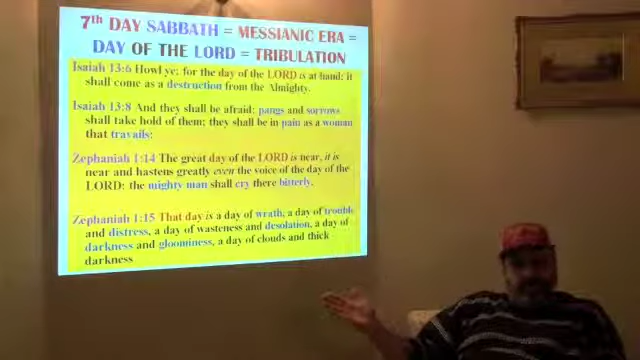 7th DAY SABBATH = MESSIANIC ERA =
DAY OF THE LORD = TRIBULATION
Isaiah 13:6 Howl ye; for the day of the LORD is at hand; it
shall come as a destruction from the Almighty.
Isaiah 13:8 And they shall be afraid; pangs and sorrows
shall take hold of them; they shall be in pain as a woman
that travails:
Zephaniah 1:14 The great day of the LORD is near, it is
near and hastens greatly even the voice of the day of the
LORD: the mighty man shall cry there bitterly.
Zephaniah 1:15 That day is a day of wrath, a day of trouble
and distress, a day of wasteness and desolation, a day of
darkness and gloominess, a day of clouds and thick
darkness